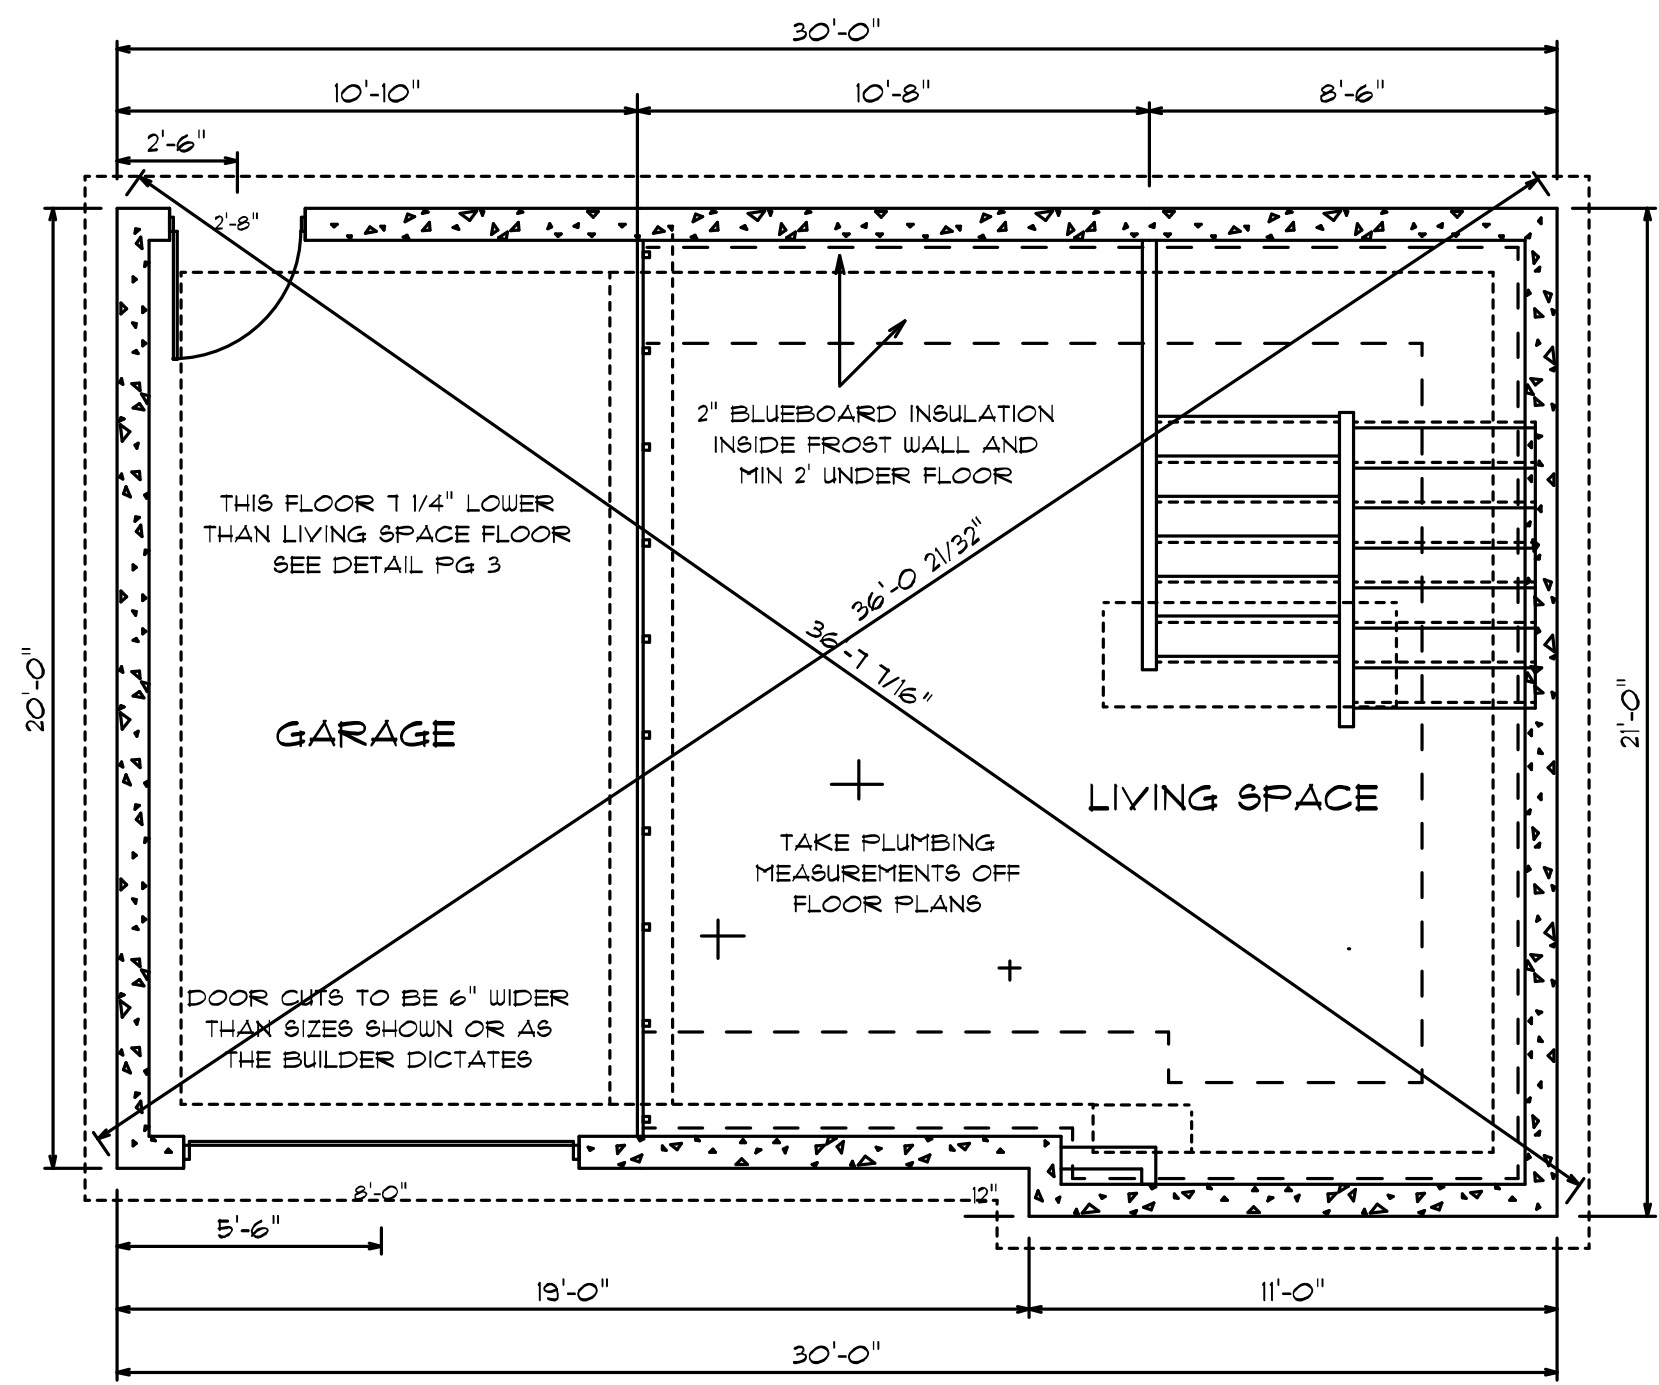 30'-0"
10'-10"
10'-8"
8'-6"
2'-6"
2'-8"
2" BLUEBOARD INSULATION
INSIDE FROST WALL AND
MIN 2' UNDER FLOOR
THIS FLOOR 7 1/4" LOWER
THAN LIVING SPACE FLOOR
SEE DETAIL PG 3
36'-0 21/32"
36'-7 7/16"
20'-0"
21'-0"
GARAGE
LIVING SPACE
TAKE PLUMBING
MEASUREMENTS OFF
FLOOR PLANS
DOOR CUTS TO BE 6" WIDER
THAN SIZES SHOWN OR AS
THE BUILDER DICTATES
8'-0"
12"
5'-6"
19'-0"
11'-0"
30'-0"